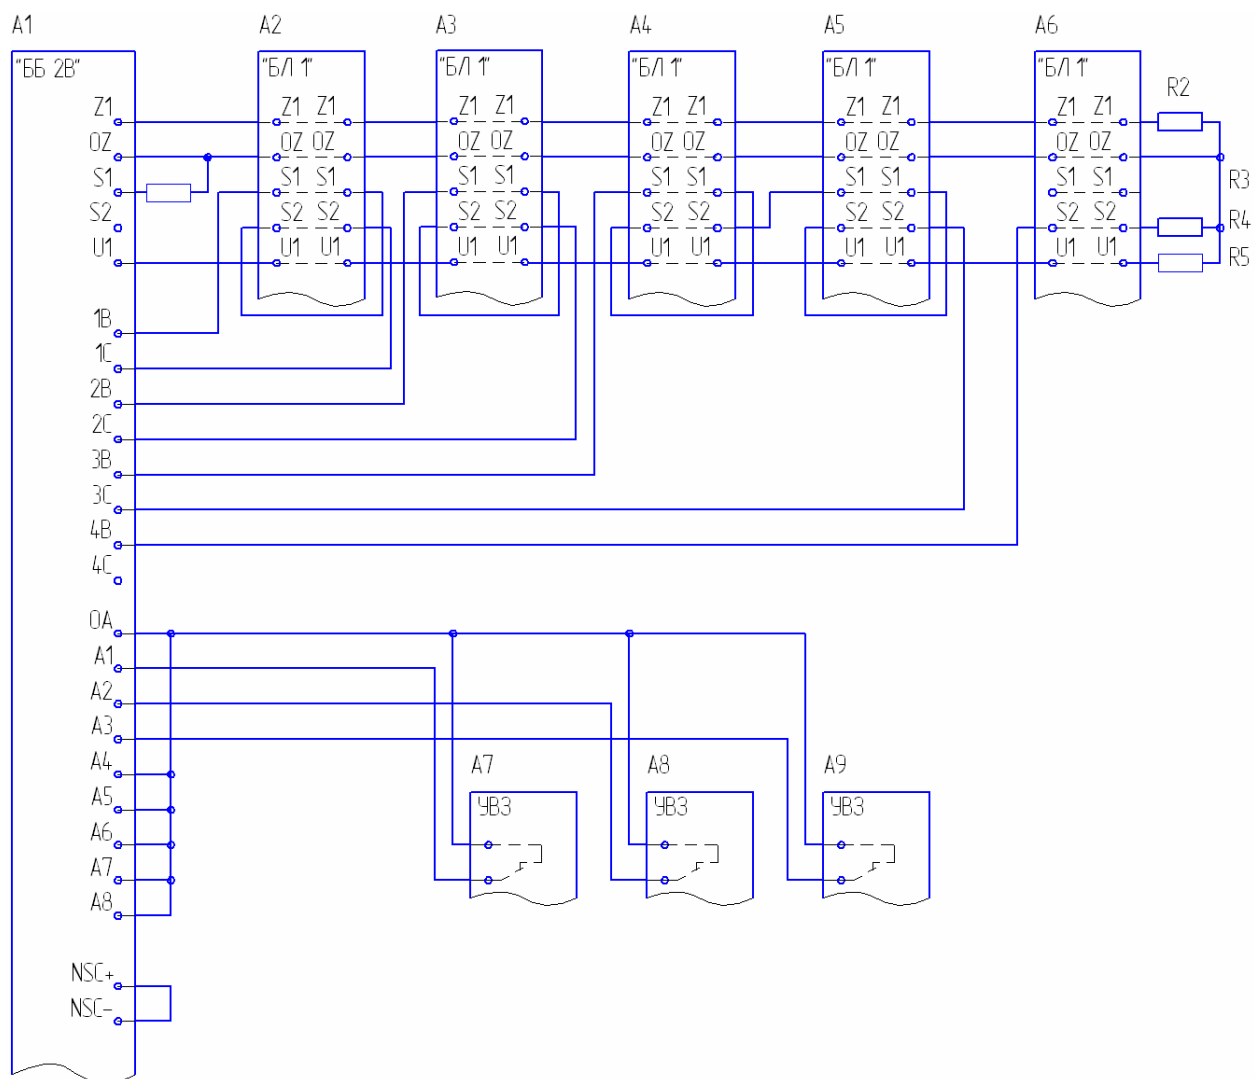 A1
A2
A3
A4
A5
A6
"ББ 2В"
"БЛ 1"
"БЛ 1"
"БЛ 1"
"БЛ 1"
"БЛ 1"
R2
Z1
Z1 Z1
Z1 Z1
Z1 Z1
Z1 Z1
Z1 Z1
0Z
0Z 0Z
0Z 0Z
0Z 0Z
0Z 0Z
0Z 0Z
S1
S1 S1
S1 S1
S1 S1
S1 S1
S1 S1
R3
S2
S2 S2
S2 S2
S2 S2
S2 S2
S2 S2
R4
U1
U1 U1
U1 U1
U1 U1
U1 U1
U1 U1
R5
1B
1C
2B
2C
3B
3C
4B
4C
0A
A1
A2
A3
A4
A5
A6
A7
A8
A7
A8
A9
УВЗ
УВЗ
УВЗ
NSC+
NSC-